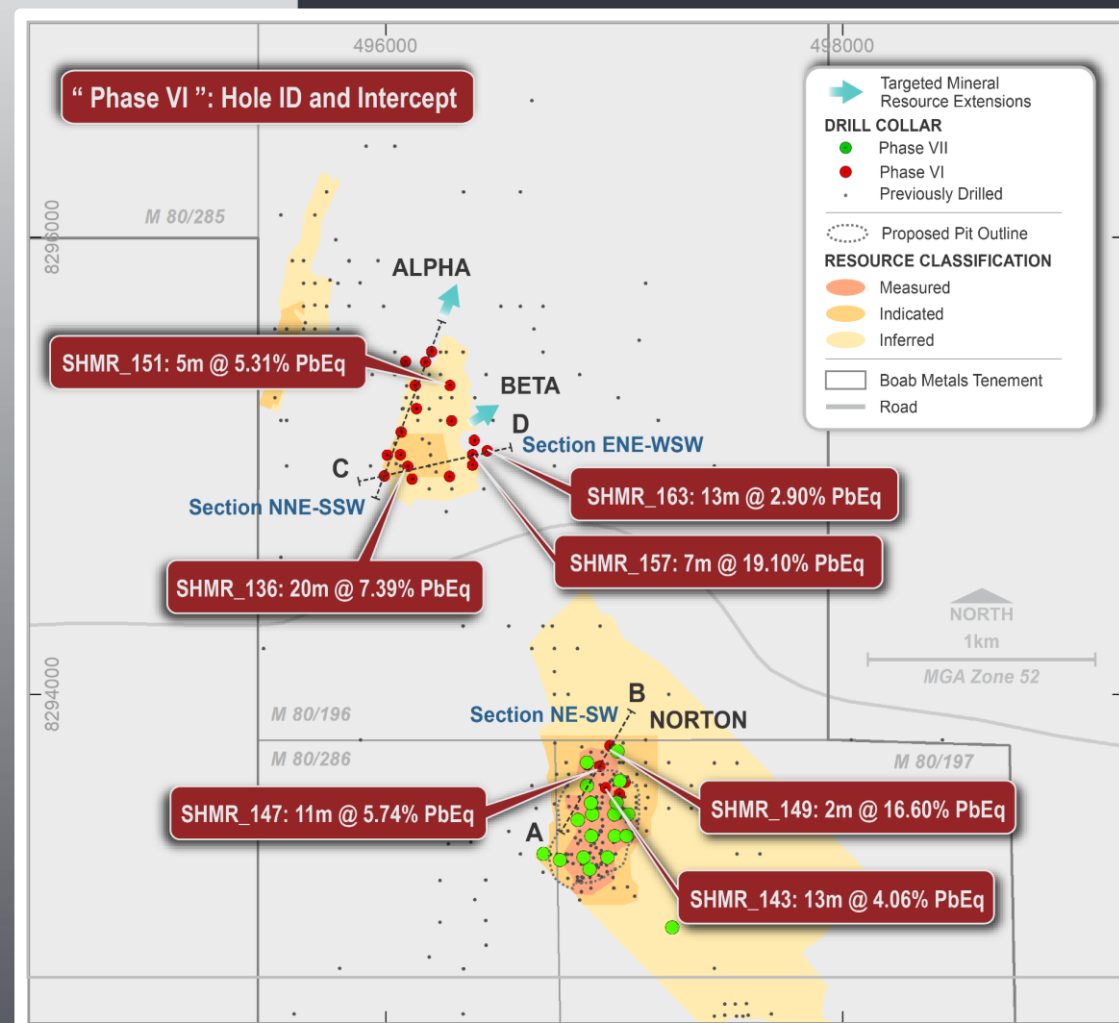 496000
498000
“ Phase VI ”: Hole ID and Intercept
Targeted Mineral
Resource Extensions
DRILL COLLAR
Phase VII
Phase VI
Previously Drilled
Proposed Pit Outline
RESOURCE CLASSIFICATION
Measured
Indicated
Inferred
Boab Metals Tenement
Road
M 80/285
8296000
ALPHA
SHMR_151: 5m @ 5.31% PbEq
BETA
D
Section ENE-WSW
C
Section NNE-SSW
SHMR_163: 13m @ 2.90% PbEq
SHMR_157: 7m @ 19.10% PbEq
SHMR_136: 20m @ 7.39% PbEq
NORTH
1km
MGA Zone 52
8294000
B
Section NE-SW
NORTON
M 80/196
M 80/286
M 80/197
SHMR_147: 11m @ 5.74% PbEq
SHMR_149: 2m @ 16.60% PbEq
A
SHMR_143: 13m @ 4.06% PbEq